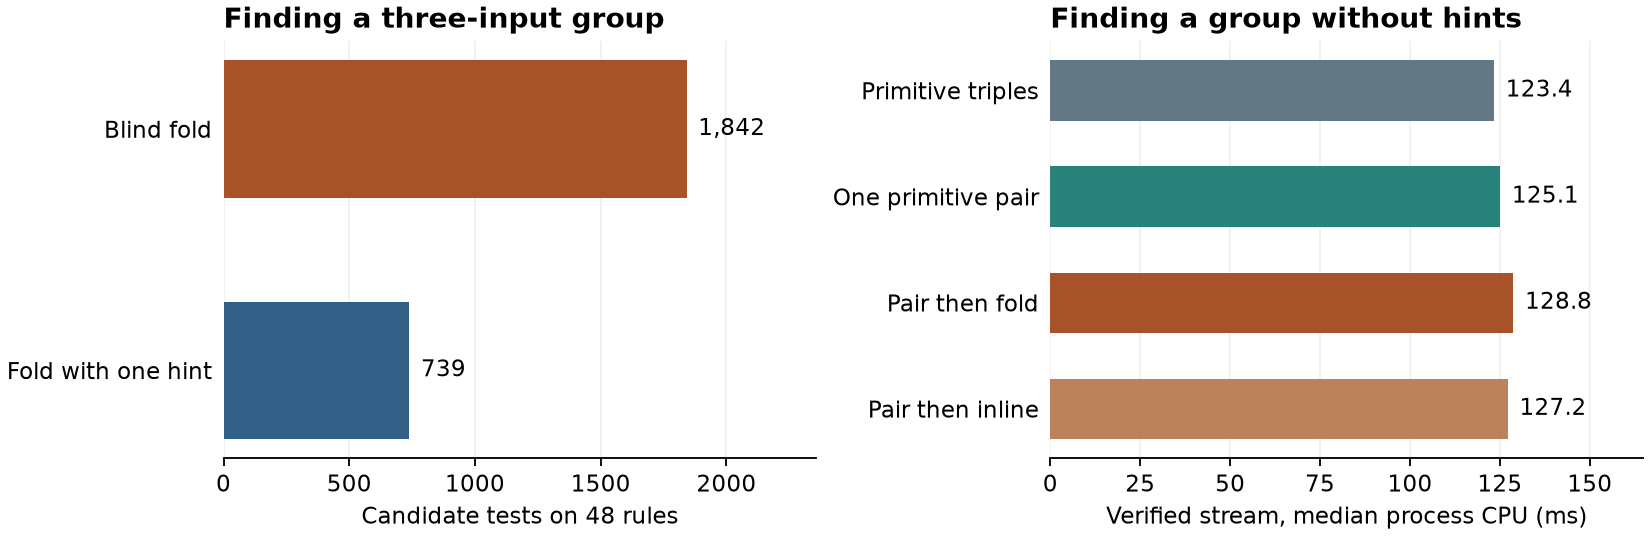 Finding a three-input group
Blind fold
1,842
Fold with one hint
739
0 500 1000 1500 2000
Candidate tests on 48 rules
Finding a group without hints
Primitive triples
123.4
One primitive pair
125.1
Pair then fold
128.8
Pair then inline
127.2
0 25 50 75 100 125 150
Verified stream, median process CPU (ms)